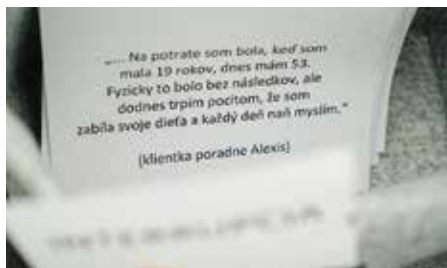 „.... Na potrate som bola, keď som
mala 19 rokov, dnes mám 53.
Fyzicky to bolo bez následkov, ale
dodnes trpím pocitom, že som
zabila svoje dieťa a každý deň naň myslím."
(klientka poradne Alexis)